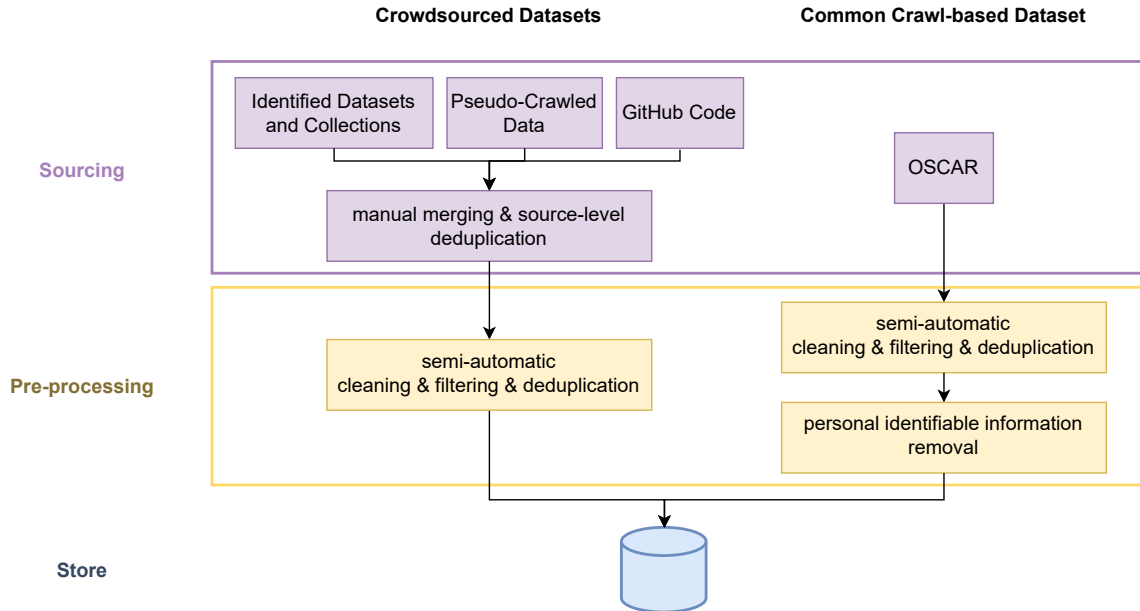 Crowdsourced Datasets
Common Crawl-based Dataset
Identified Datasets
and Collections
Pseudo-Crawled
Data
GitHub Code
Sourcing
OSCAR
manual merging & source-level
deduplication
semi-automatic
cleaning & filtering & deduplication
semi-automatic
cleaning & filtering & deduplication
Pre-processing
personal identifiable information
removal
Store